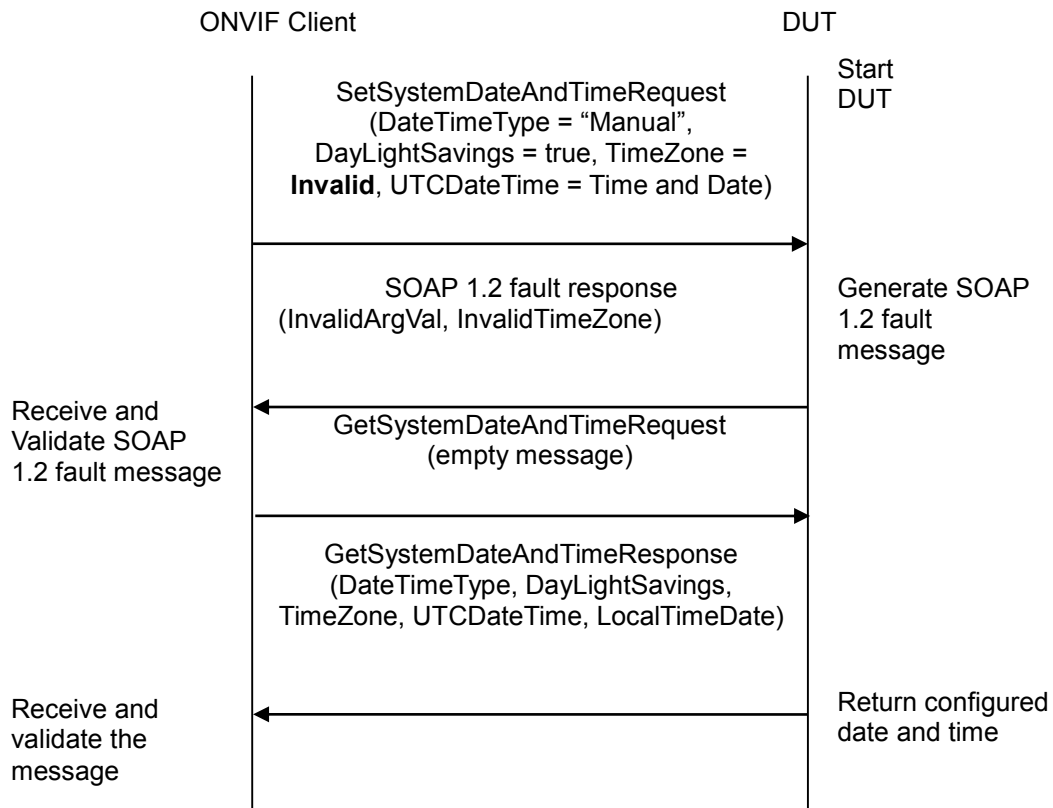 ONVIF Client
DUT
Start
DUT
SetSystemDateAndTimeRequest
(DateTimeType = “Manual”,
DayLightSavings = true, TimeZone =
Invalid, UTCDateTime = Time and Date)
SOAP 1.2 fault response
(InvalidArgVal, InvalidTimeZone)
Generate SOAP
1.2 fault
message
Receive and
Validate SOAP
1.2 fault message
GetSystemDateAndTimeRequest
(empty message)
GetSystemDateAndTimeResponse
(DateTimeType, DayLightSavings,
TimeZone, UTCDateTime, LocalTimeDate)
Receive and
validate the
message
Return configured
date and time